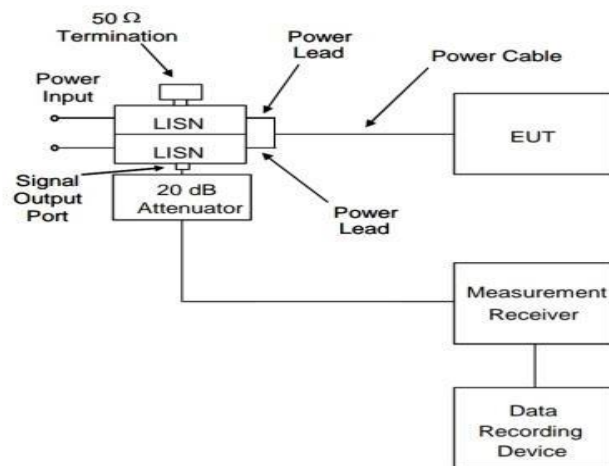 50 Ω
Termination
Power
Lead
Power Cable
Power
Input
LISN
LISN
EUT
Signal
Output
Port
20 dB
Attenuator
Power
Lead
Measurement
Receiver
Data
Recording
Device